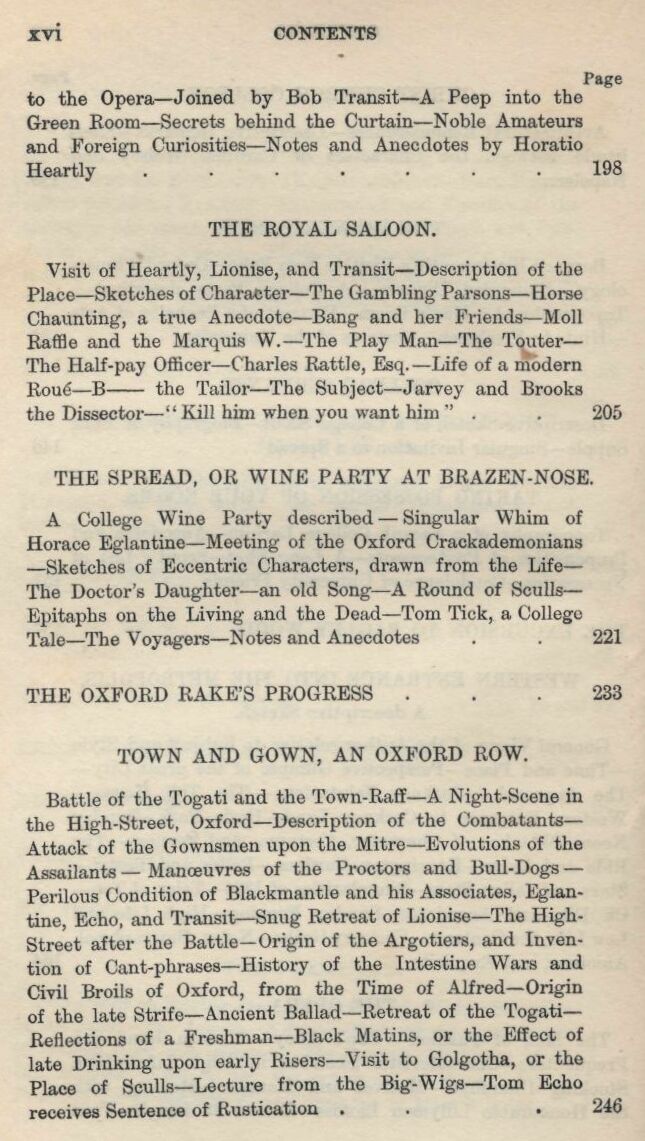 xvi CONTENTS
Page
to the Opera—Joined by Bob Transit—A Peep into the
Green Room—Secrets behind the Curtain—Noble Amateurs
and Foreign Curiosities—Notes and Anecdotes by Horatio
Heartly . . . . . . . 198
THE ROYAL SALOON.
Visit of Heartly, Lionise, and Transit—Description of the
Place—Sketches of Character—The Gambling Parsons—Horse
Chaunting, a true Anecdote—Bang and her Friends—Moll
Raffle and the Marquis W.—The Play Man—The Touter—
The Half-pay Officer—Charles Rattle, Esq.—Life of a modern
Roué—B—— the Tailor—The Subject—Jarvey and Brooks
the Dissector—“Kill him when you want him” . . 205
THE SPREAD, OR WINE PARTY AT BRAZEN-NOSE.
A College Wine Party described—Singular Whim of
Horace Eglantine—Meeting of the Oxford Crackademonians
—Sketches of Eccentric Characters, drawn from the Life—
The Doctor's Daughter—an old Song—A Round of Sculls—
Epitaphs on the Living and the Dead—Tom Tick, a College
Tale—The Voyagers—Notes and Anecdotes . . 221
THE OXFORD RAKE'S PROGRESS . . . 233
TOWN AND GOWN, AN OXFORD ROW.
Battle of the Togati and the Town-Raff—A Night-Scene in
the High-Street, Oxford—Description of the Combatants—
Attack of the Gownsmen upon the Mitre—Evolutions of the
Assailants—Manœuvres of the Proctors and Bull-Dogs—
Perilous Condition of Blackmantle and his Associates, Eglan-
tine, Echo, and Transit—Snug Retreat of Lionise—The High-
Street after the Battle—Origin of the Argotiers, and Inven-
tion of Cant-phrases—History of the Intestine Wars and
Civil Broils of Oxford, from the Time of Alfred—Origin
of the late Strife—Ancient Ballad—Retreat of the Togati—
Reflections of a Freshman—Black Matins, or the Effect of
late Drinking upon early Risers—Visit to Golgotha, or the
Place of Sculls—Lecture from the Big-Wigs—Tom Echo
receives Sentence of Rustication . . . 246